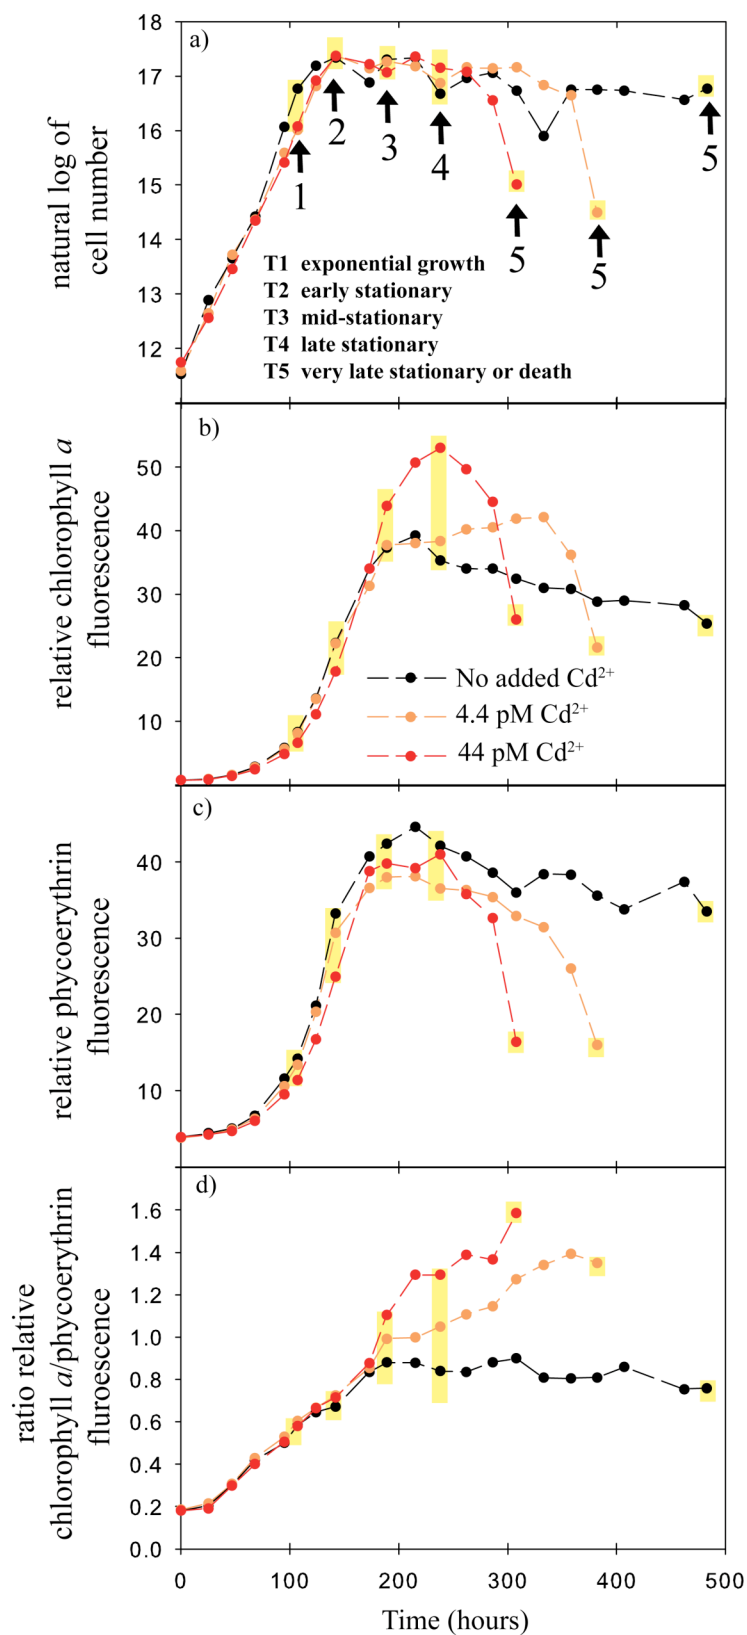 18
17
16
15
14
13
12
natural log of
cell number
a)
1
2
3
4
5
5
5
T1 exponential growth
T2 early stationary
T3 mid-stationary
T4 late stationary
T5 very late stationary or death
b)
50
40
30
20
10
relative chlorophyll a
fluorescence
No added Cd²⁺
4.4 pM Cd²⁺
44 pM Cd²⁺
c)
40
30
20
10
relative phycoerythrin
fluorescence
d)
1.6
1.4
1.2
1.0
0.8
0.6
0.4
0.2
0.0
ratio relative
chlorophyll a/phycoerythrin
fluroescence
0 100 200 300 400 500
Time (hours)